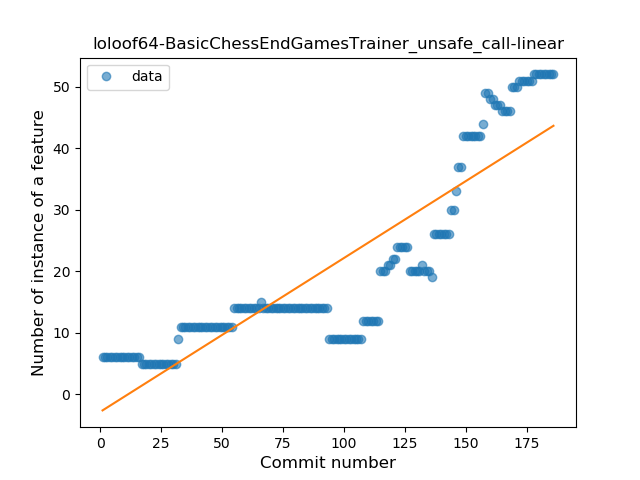 loloof64-BasicChessEndGamesTrainer_unsafe_call-linear
data
Number of instance of a feature
50
40
30
20
10
0
0 25 50 75 100 125 150 175
Commit number